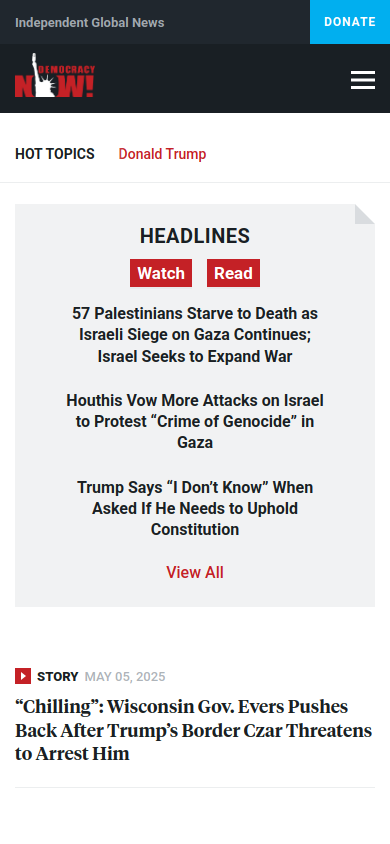 Independent Global News
DONATE
DEMOCRACY
NOW!
HOT TOPICS
Donald Trump
HEADLINES
Watch
Read
57 Palestinians Starve to Death as
Israeli Siege on Gaza Continues;
Israel Seeks to Expand War
Houthis Vow More Attacks on Israel
to Protest “Crime of Genocide” in
Gaza
Trump Says “I Don’t Know” When
Asked If He Needs to Uphold
Constitution
View All
STORY MAY 05, 2025
“Chilling”: Wisconsin Gov. Evers Pushes
Back After Trump’s Border Czar Threatens
to Arrest Him